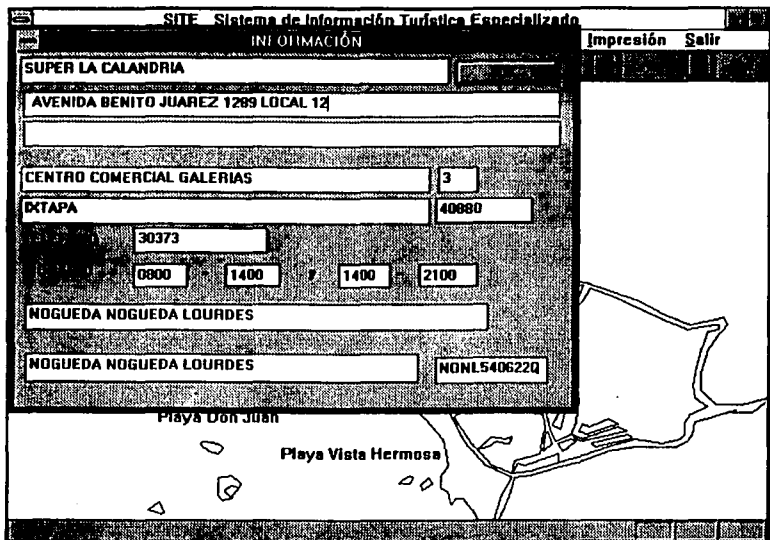 SITE Sistema de Información Turística Especializado
INFORMACIÓN
Impresión Salir
SUPER LA CALANDRIA
AVENIDA BENITO JUAREZ 1289 LOCAL 12
CENTRO COMERCIAL GALERIAS 3
IXTAPA 40880
30373
0800 - 1400 y 1400 - 2100
NOGUEDA NOGUEDA LOURDES
NOGUEDA NOGUEDA LOURDES NONL540622Q
Playa Don Juan
Playa Vista Hermosa